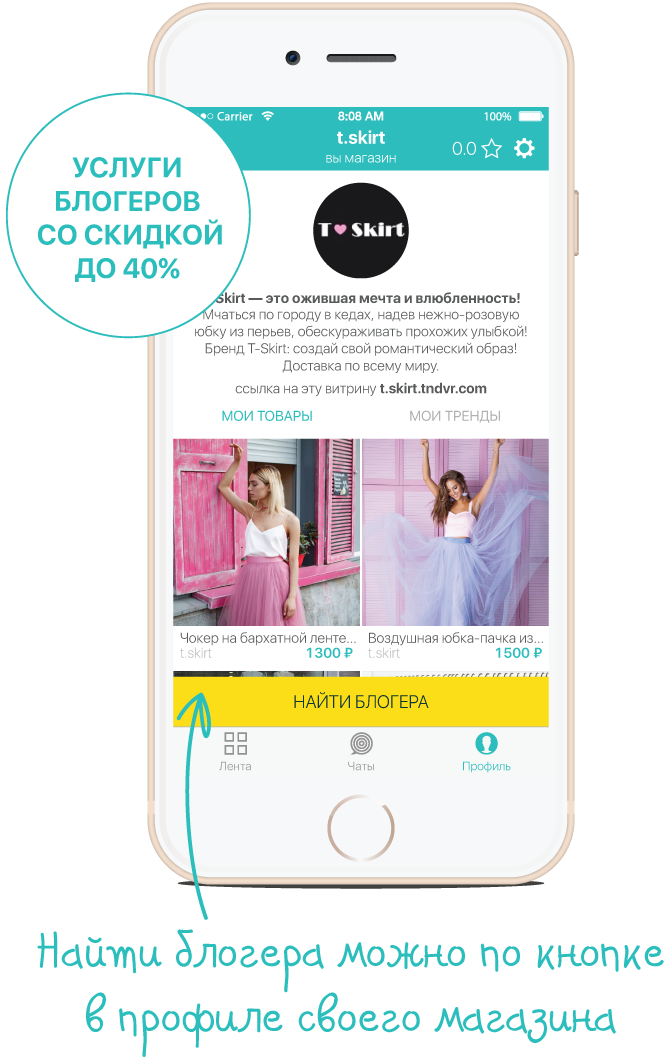 Carrier
8:08 AM
100%
t.skirt
вы магазин
0.0
УСЛУГИ
БЛОГЕРОВ
СО СКИДКОЙ
ДО 40%
T Skirt
Skirt — это ожившая мечта и влюбленность!
Мчаться по городу в кедах, надев нежно-розовую
юбку из перьев, обескураживать прохожих улыбкой!
Бренд T-Skirt: создай свой романтический образ!
Доставка по всему миру.
ссылка на эту витрину t.skirt.tndvr.com
МОИ ТОВАРЫ
МОИ ТРЕНДЫ
Чокер на бархатной ленте...
t.skirt
1 300 ₽
Воздушная юбка-пачка из...
t.skirt
1 500 ₽
НАЙТИ БЛОГЕРА
Лента
Чаты
Профиль
Найти блогера можно по кнопке
в профиле своего магазина